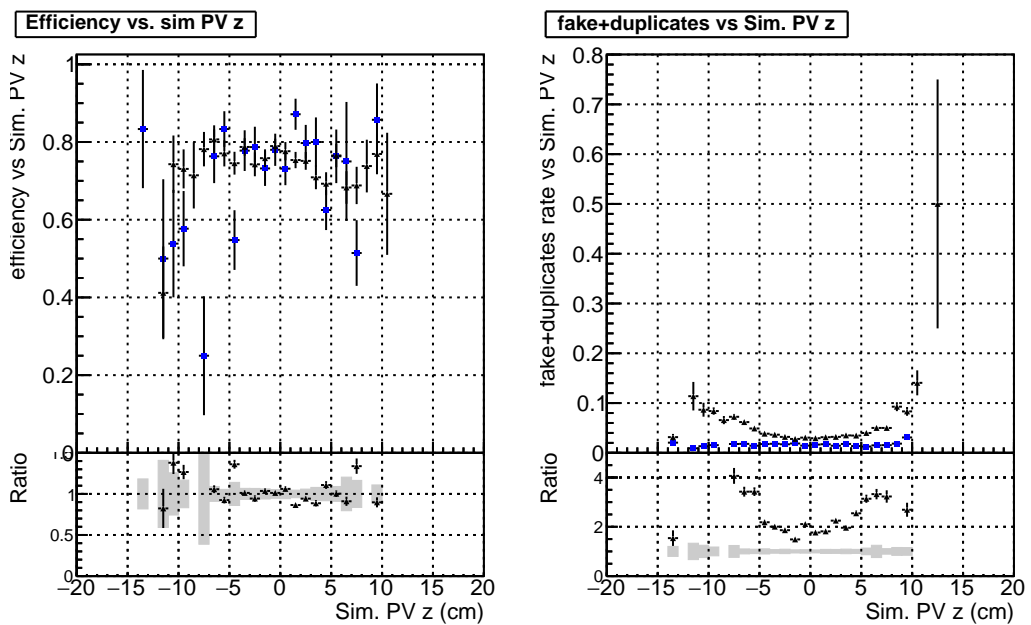 Efficiency vs. sim PV z
efficiency vs Sim. PV z
1
0.8
0.6
0.4
0.2
0
Ratio
1
0.5
0
−20 −15 −10 −5 0 5 10 15 20
Sim. PV z (cm)
fake+duplicates vs Sim. PV z
fake+duplicates rate vs Sim. PV z
0.8
0.7
0.6
0.5
0.4
0.3
0.2
0.1
0
Ratio
4
2
0
−20 −15 −10 −5 0 5 10 15 20
Sim. PV z (cm)